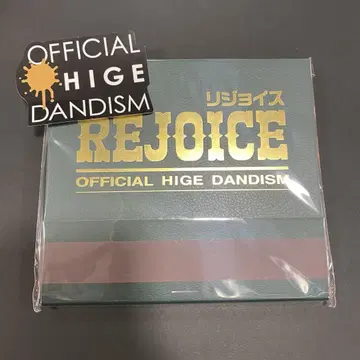 OFFICIAL
HIGE
DANDISM
リジョイス
REJOICE
OFFICIAL HIGE DANDISM